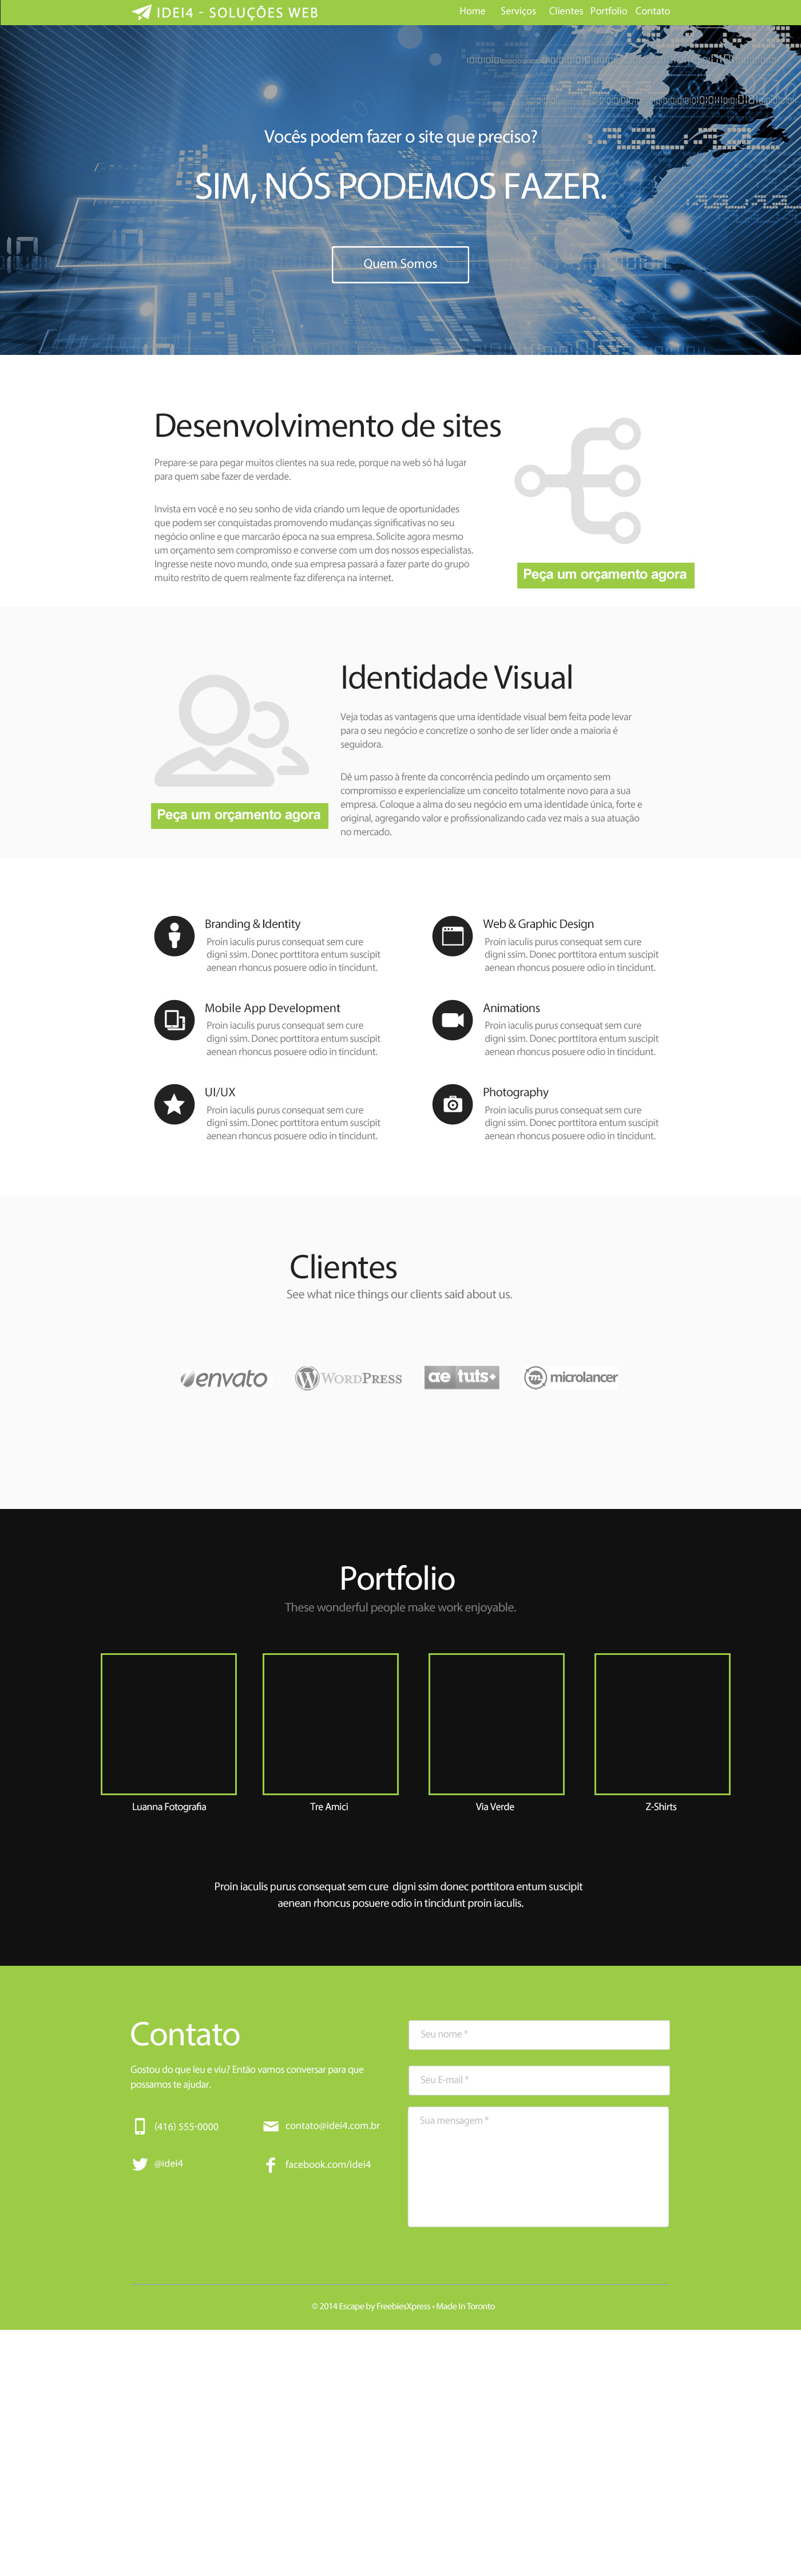 IDEI4 - SOLUÇÕES WEB
Home Serviços Clientes Portfolio Contato
Vocês podem fazer o site que preciso?
SIM, NÓS PODEMOS FAZER.
Quem Somos
Desenvolvimento de sites
Prepare-se para pegar muitos clientes na sua rede, porque na web só há lugar
para quem sabe fazer de verdade.
Invista em você e no seu sonho de vida criando um leque de oportunidades
que podem ser conquistadas promovendo mudanças significativas no seu
negócio online e que marcarão época na sua empresa. Solicite agora mesmo
um orçamento sem compromisso e converse com um dos nossos especialistas.
Ingresse neste novo mundo, onde sua empresa passará a fazer parte do grupo
muito restrito de quem realmente faz diferença na internet.
Peça um orçamento agora
Identidade Visual
Veja todas as vantagens que uma identidade visual bem feita pode levar
para o seu negócio e concretize o sonho de ser líder onde a maioria é
seguidora.
Dê um passo à frente da concorrência pedindo um orçamento sem
compromisso e experiencialize um conceito totalmente novo para a sua
empresa. Coloque a alma do seu negócio em uma identidade única, forte e
original, agregando valor e profissionalizando cada vez mais a sua atuação
no mercado.
Peça um orçamento agora
Branding & Identity
Proin iaculis purus consequat sem cure
digni ssim. Donec porttitora entum suscipit
aenean rhoncus posuere odio in tincidunt.
Web & Graphic Design
Proin iaculis purus consequat sem cure
digni ssim. Donec porttitora entum suscipit
aenean rhoncus posuere odio in tincidunt.
Mobile App Development
Proin iaculis purus consequat sem cure
digni ssim. Donec porttitora entum suscipit
aenean rhoncus posuere odio in tincidunt.
Animations
Proin iaculis purus consequat sem cure
digni ssim. Donec porttitora entum suscipit
aenean rhoncus posuere odio in tincidunt.
UI/UX
Proin iaculis purus consequat sem cure
digni ssim. Donec porttitora entum suscipit
aenean rhoncus posuere odio in tincidunt.
Photography
Proin iaculis purus consequat sem cure
digni ssim. Donec porttitora entum suscipit
aenean rhoncus posuere odio in tincidunt.
Clientes
See what nice things our clients said about us.
envato WORDPRESS ae tuts+ m. microlancer
Portfolio
These wonderful people make work enjoyable.
Luanna Fotografia Tre Amici Via Verde Z-Shirts
Proin iaculis purus consequat sem cure digni ssim donec porttitora entum suscipit
aenean rhoncus posuere odio in tincidunt proin iaculis.
Contato
Gostou do que leu e viu? Então vamos conversar para que
possamos te ajudar.
(416) 555-0000 contato@idei4.com.br
@idei4 facebook.com/idei4
Seu nome *
Seu E-mail *
Sua mensagem *
© 2014 Escape by FreebiesXpress • Made In Toronto